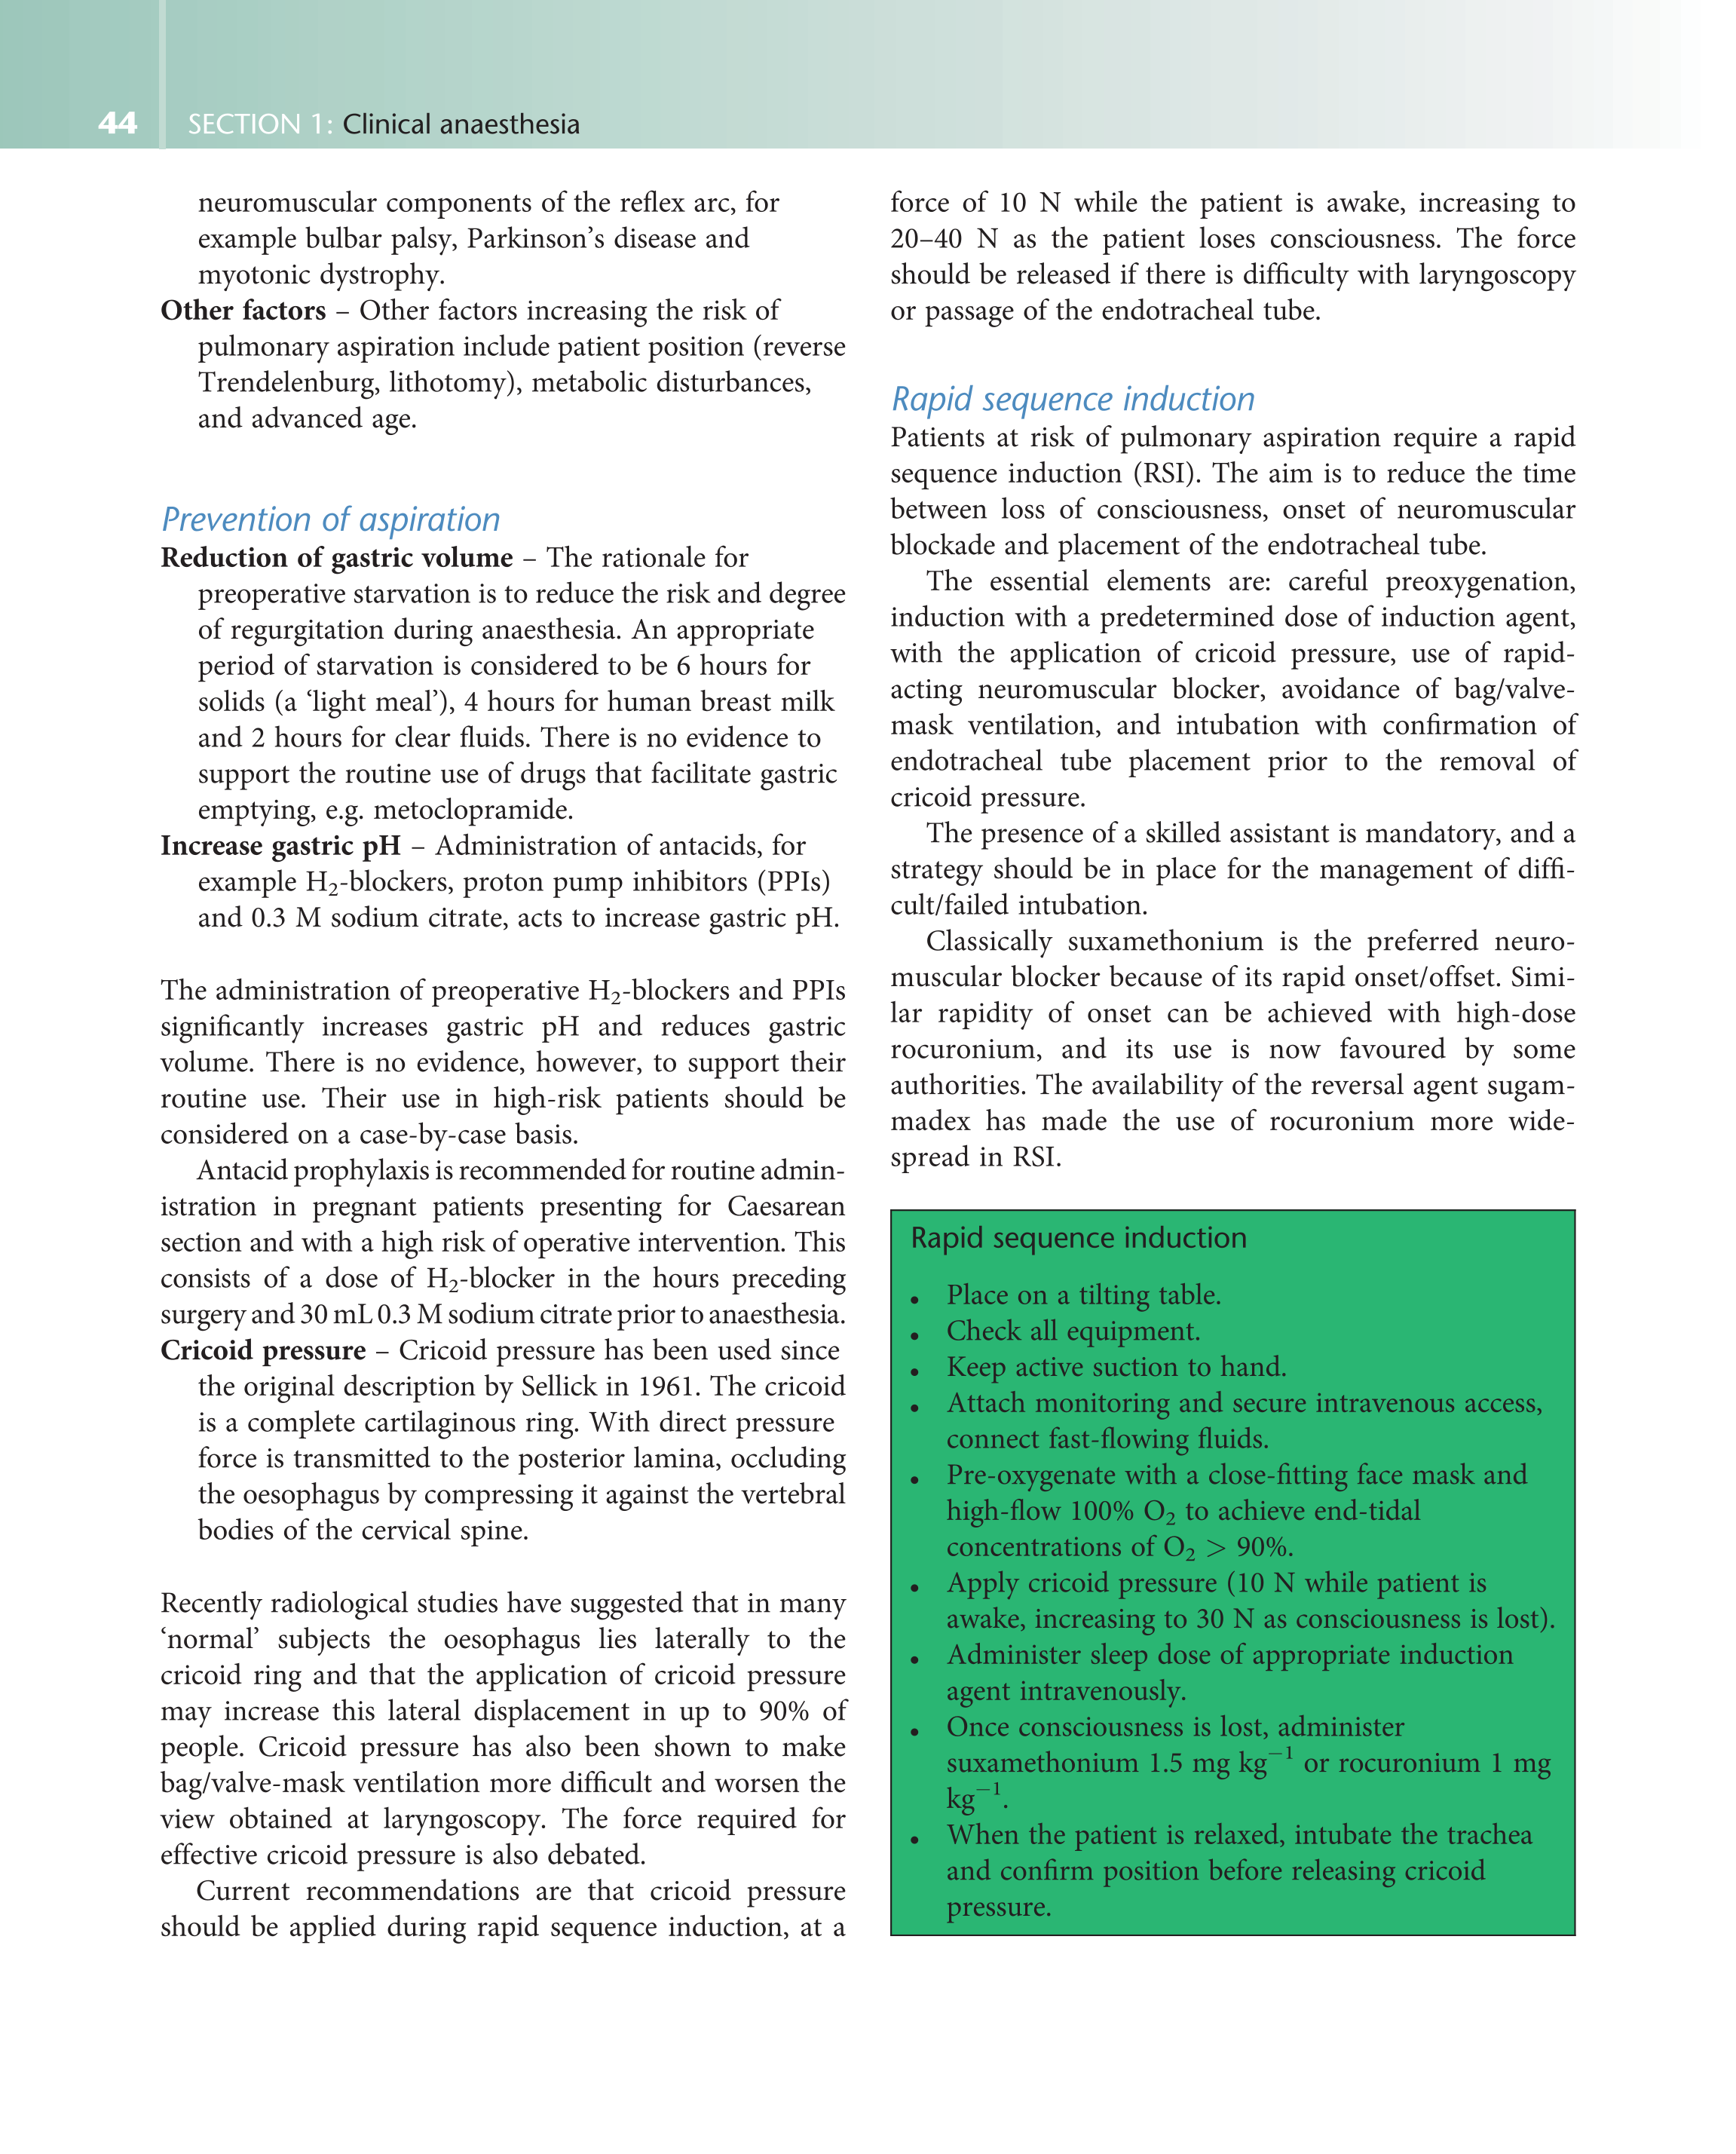 44
SECTION 1: Clinical anaesthesia
neuromuscular components of the reflex arc, for
example bulbar palsy, Parkinson’s disease and
myotonic dystrophy.
Other factors – Other factors increasing the risk of
pulmonary aspiration include patient position (reverse
Trendelenburg, lithotomy), metabolic disturbances,
and advanced age.
Prevention of aspiration
Reduction of gastric volume – The rationale for
preoperative starvation is to reduce the risk and degree
of regurgitation during anaesthesia. An appropriate
period of starvation is considered to be 6 hours for
solids (a ‘light meal’), 4 hours for human breast milk
and 2 hours for clear fluids. There is no evidence to
support the routine use of drugs that facilitate gastric
emptying, e.g. metoclopramide.
Increase gastric pH – Administration of antacids, for
example H₂-blockers, proton pump inhibitors (PPIs)
and 0.3 M sodium citrate, acts to increase gastric pH.
The administration of preoperative H₂-blockers and PPIs
significantly increases gastric pH and reduces gastric
volume. There is no evidence, however, to support their
routine use. Their use in high-risk patients should be
considered on a case-by-case basis.
Antacid prophylaxis is recommended for routine admin-
istration in pregnant patients presenting for Caesarean
section and with a high risk of operative intervention. This
consists of a dose of H₂-blocker in the hours preceding
surgery and 30 mL 0.3 M sodium citrate prior to anaesthesia.
Cricoid pressure – Cricoid pressure has been used since
the original description by Sellick in 1961. The cricoid
is a complete cartilaginous ring. With direct pressure
force is transmitted to the posterior lamina, occluding
the oesophagus by compressing it against the vertebral
bodies of the cervical spine.
Recently radiological studies have suggested that in many
‘normal’ subjects the oesophagus lies laterally to the
cricoid ring and that the application of cricoid pressure
may increase this lateral displacement in up to 90% of
people. Cricoid pressure has also been shown to make
bag/valve-mask ventilation more difficult and worsen the
view obtained at laryngoscopy. The force required for
effective cricoid pressure is also debated.
Current recommendations are that cricoid pressure
should be applied during rapid sequence induction, at a
force of 10 N while the patient is awake, increasing to
20–40 N as the patient loses consciousness. The force
should be released if there is difficulty with laryngoscopy
or passage of the endotracheal tube.
Rapid sequence induction
Patients at risk of pulmonary aspiration require a rapid
sequence induction (RSI). The aim is to reduce the time
between loss of consciousness, onset of neuromuscular
blockade and placement of the endotracheal tube.
The essential elements are: careful preoxygenation,
induction with a predetermined dose of induction agent,
with the application of cricoid pressure, use of rapid-
acting neuromuscular blocker, avoidance of bag/valve-
mask ventilation, and intubation with confirmation of
endotracheal tube placement prior to the removal of
cricoid pressure.
The presence of a skilled assistant is mandatory, and a
strategy should be in place for the management of diffi-
cult/failed intubation.
Classically suxamethonium is the preferred neuro-
muscular blocker because of its rapid onset/offset. Simi-
lar rapidity of onset can be achieved with high-dose
rocuronium, and its use is now favoured by some
authorities. The availability of the reversal agent sugam-
madex has made the use of rocuronium more wide-
spread in RSI.
Rapid sequence induction
• Place on a tilting table.
• Check all equipment.
• Keep active suction to hand.
• Attach monitoring and secure intravenous access,
connect fast-flowing fluids.
• Pre-oxygenate with a close-fitting face mask and
high-flow 100% O₂ to achieve end-tidal
concentrations of O₂ > 90%.
• Apply cricoid pressure (10 N while patient is
awake, increasing to 30 N as consciousness is lost).
• Administer sleep dose of appropriate induction
agent intravenously.
• Once consciousness is lost, administer
suxamethonium 1.5 mg kg⁻¹ or rocuronium 1 mg
kg⁻¹.
• When the patient is relaxed, intubate the trachea
and confirm position before releasing cricoid
pressure.